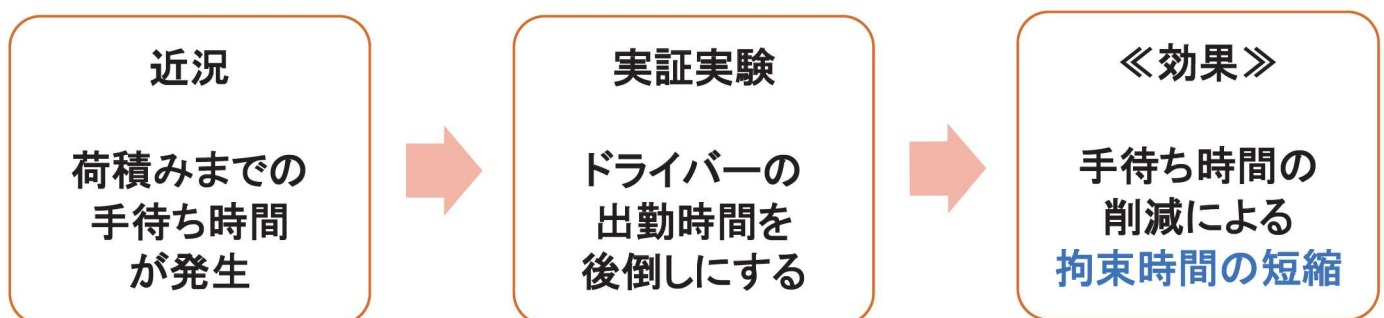 近況
荷積みまでの
手待ち時間
が発生
実証実験
ドライバーの
出勤時間を
後倒しにする
≪効果≫
手待ち時間の
削減による
拘束時間の短縮